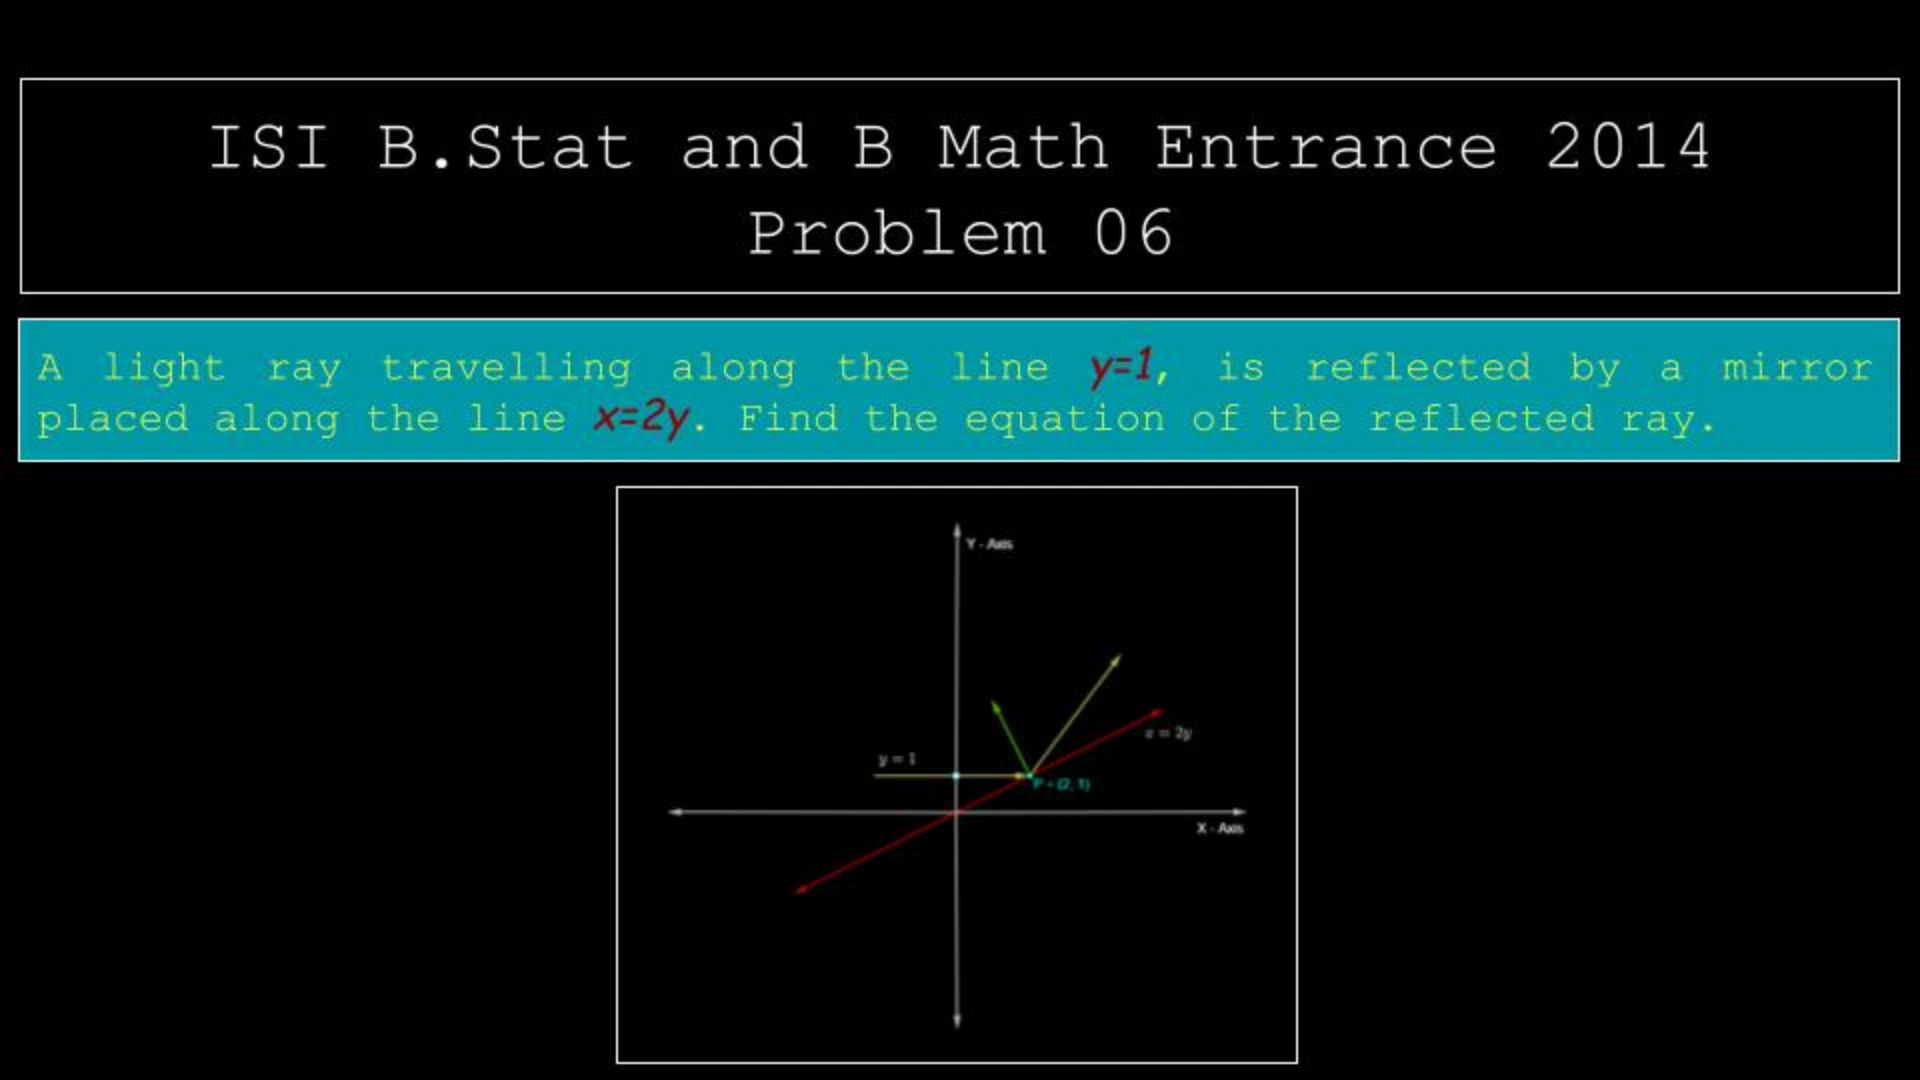 ISI B.Stat and B Math Entrance 2014
Problem 06
A light ray travelling along the line y=1, is reflected by a mirror
placed along the line x=2y. Find the equation of the reflected ray.
Y - Axis
x = 2y
y = 1
P = (2, 1)
X - Axis